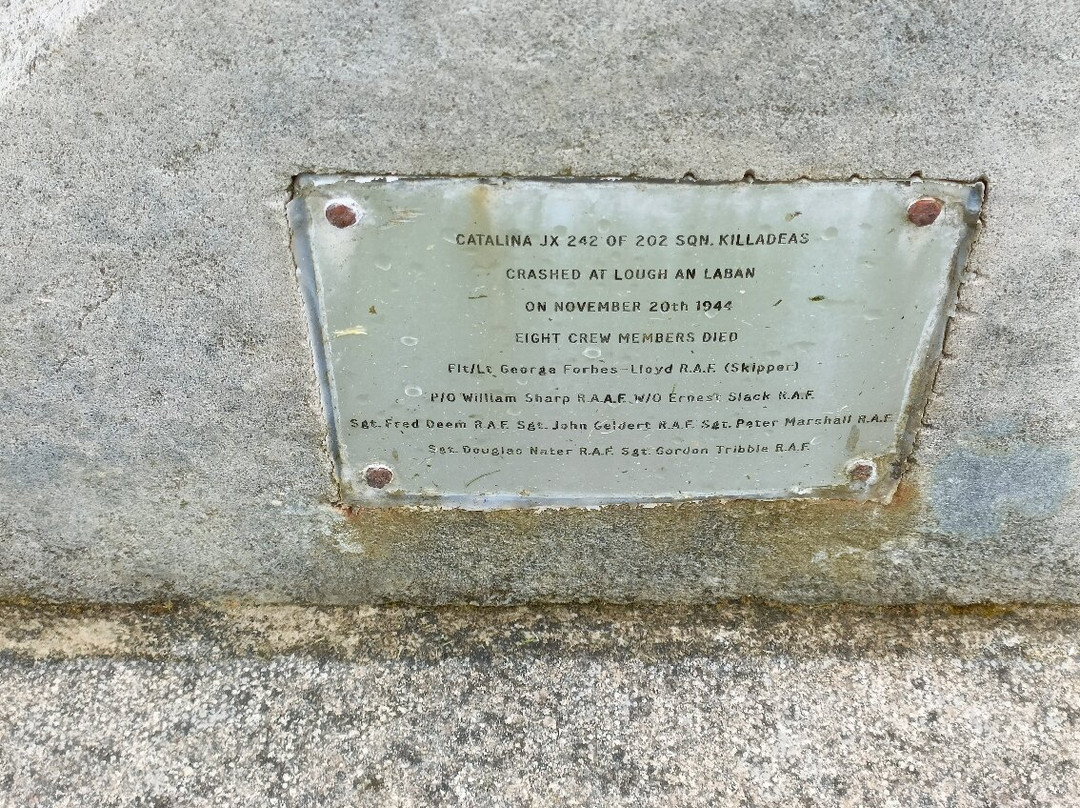 CATALINA JX 242 OF 202 SQN. KILLADEAS
CRASHED AT LOUGH AN LABAN
ON NOVEMBER 20th 1944
EIGHT CREW MEMBERS DIED
Flt/Lt George Forbes-Lloyd R.A.F. (Skipper)
P/O William Sharp R.A.A.F. W/O Ernest Slack R.A.F.
Sgt. Fred Deem R.A.F. Sgt. John Geldert R.A.F. Sgt. Peter Marshall R.A.F.
Sgt. Douglas Nater R.A.F. Sgt. Gordon Tribble R.A.F.